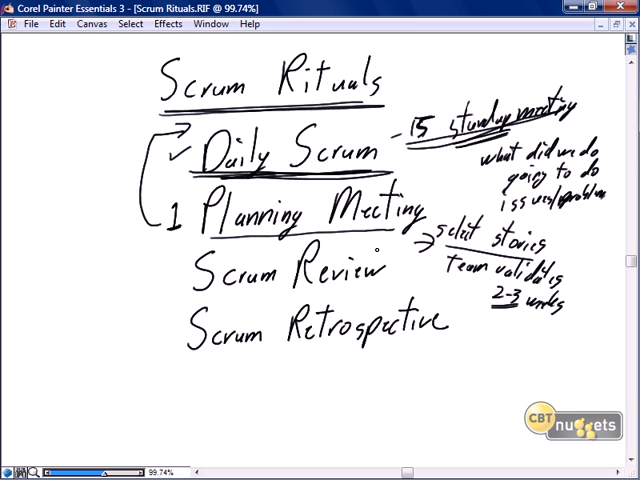 Corel Painter Essentials 3 - [Scrum Rituals.RIF @ 99.74%]
File Edit Canvas Select Effects Window Help
Scrum Rituals
Daily Scrum - 15 standup meeting
what did we do
going to do
issues/problem
1 Planning Meeting
select stories
Team validates
2-3 weeks
Scrum Review
Scrum Retrospective
CBT nuggets
99.74%